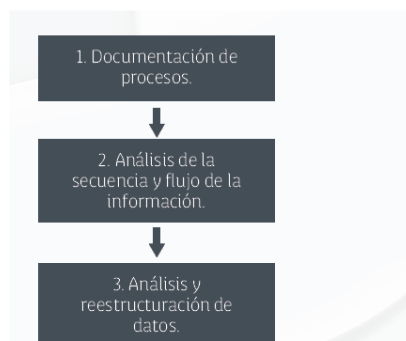 1. Documentación de
procesos.
2. Análisis de la
secuencia y flujo de la
información.
3. Análisis y
reestructuración de
datos.